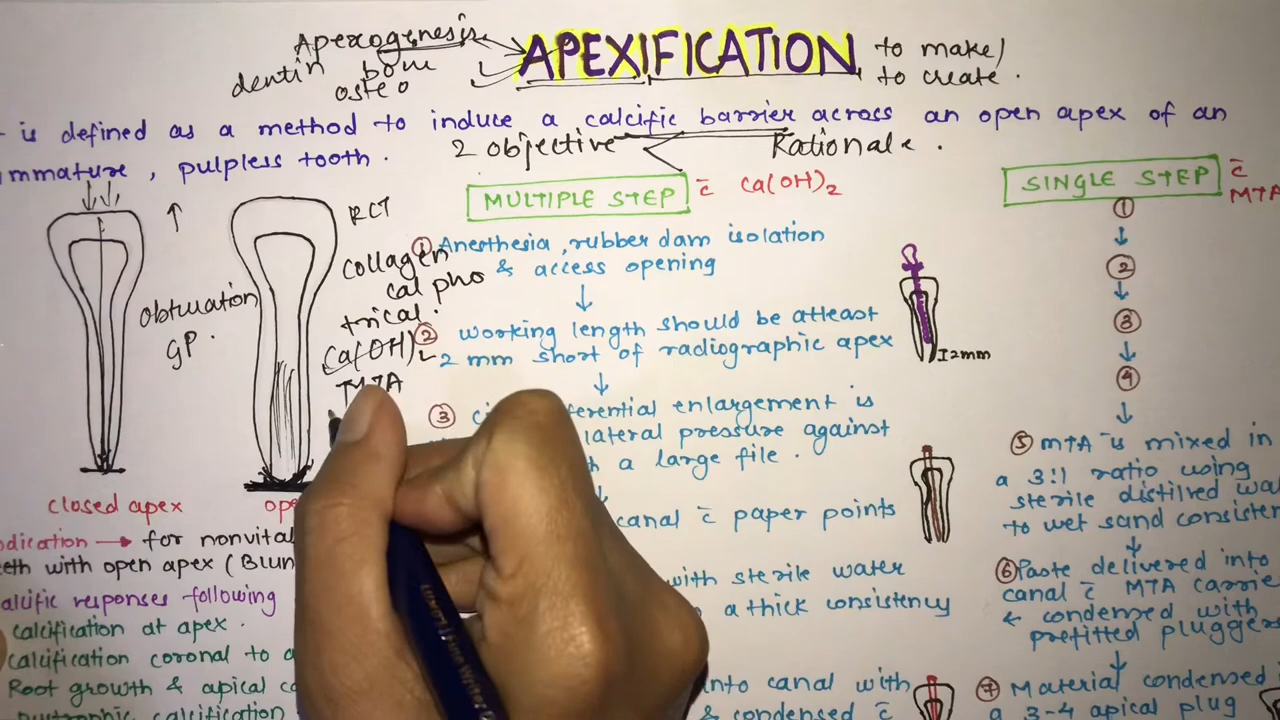 Apexogenesis
APEXIFICATION
to make/
to create.
dentin bone
osteo
is defined as a method to induce a calcific barrier across an open apex of an
mmature, pulpless tooth.
2 objective
Rationale.
MULTIPLE STEP c̄ Ca(OH)2
SINGLE STEP c̄
MTA
RCT
collagen
cal pho
trical.
Ca(OH)2
MTA
GP.
closed apex
ope
① Anesthesia, rubber dam isolation
& access opening
② working length should be atleast
2 mm short of radiographic apex
I2mm
③ ferential enlargement is
lateral pressure against
a large file.
canal c̄ paper points
with sterile water
a thick consistency
into canal with
& condensed c̄
①
②
③
④
⑤ MTA is mixed in
a 3:1 ratio using
sterile distilved wa
to wet sand consisten
⑥ Paste delivered into
canal c̄ MTA carrie
& condensed with
prefitted pluggers
⑦ Material condensed
a 3-4 apical plug
dication → for nonvital
eth with open apex (Blun
alcific responses following
calcification at apex.
calcification coronal to a
Root growth & apical c
calcification